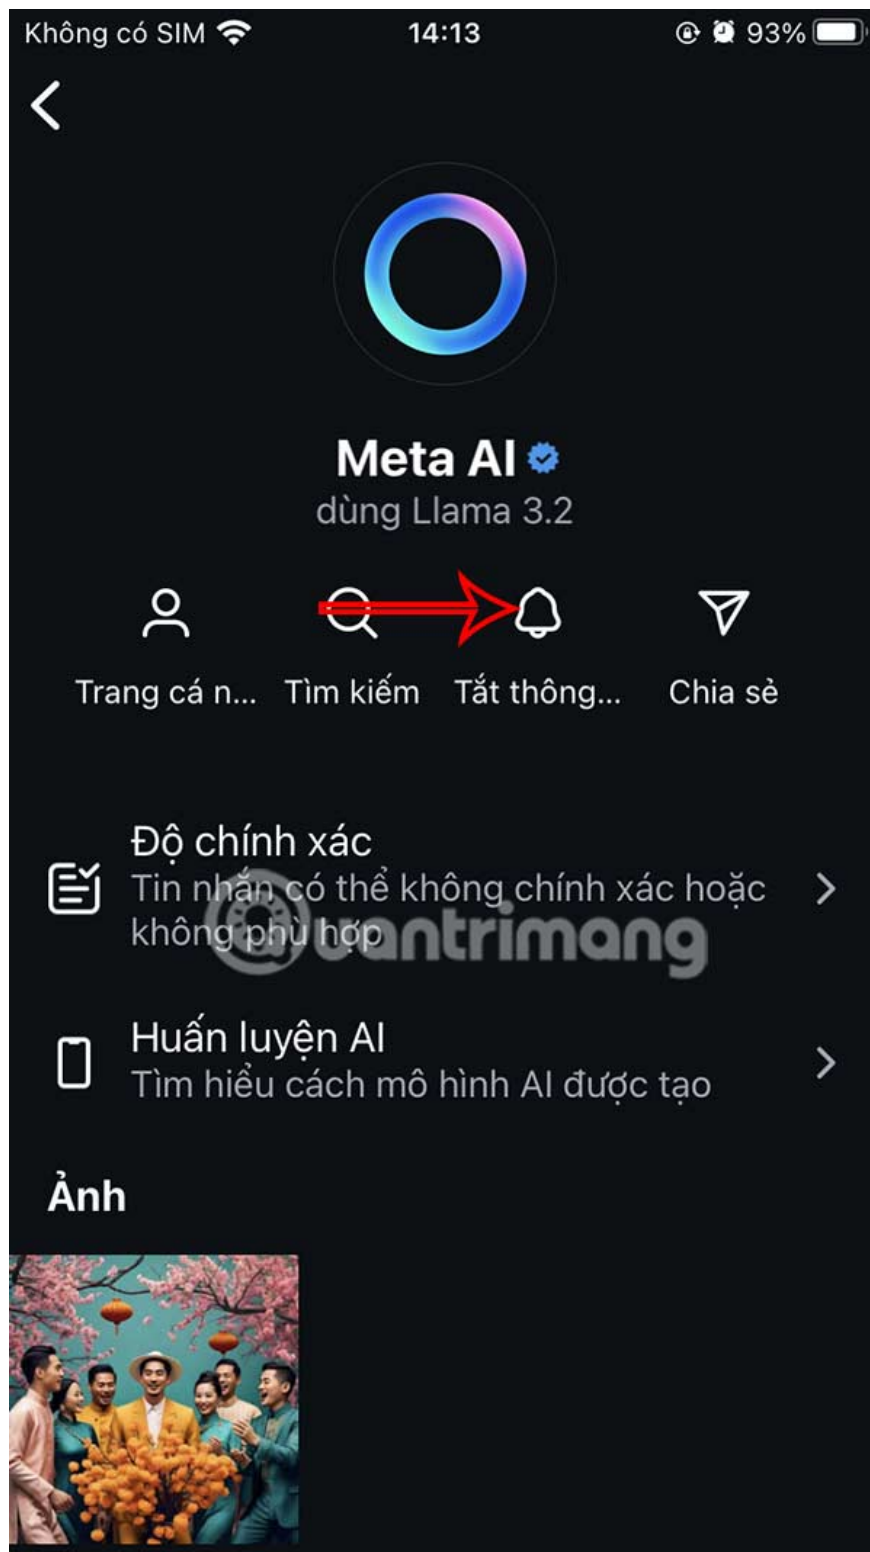 Không có SIM 14:13 93%
Meta AI
dùng Llama 3.2
Trang cá n... Tìm kiếm Tắt thông... Chia sẻ
Độ chính xác
Tin nhắn có thể không chính xác hoặc
không phù hợp
uantrimang
Huấn luyện AI
Tìm hiểu cách mô hình AI được tạo
Ảnh